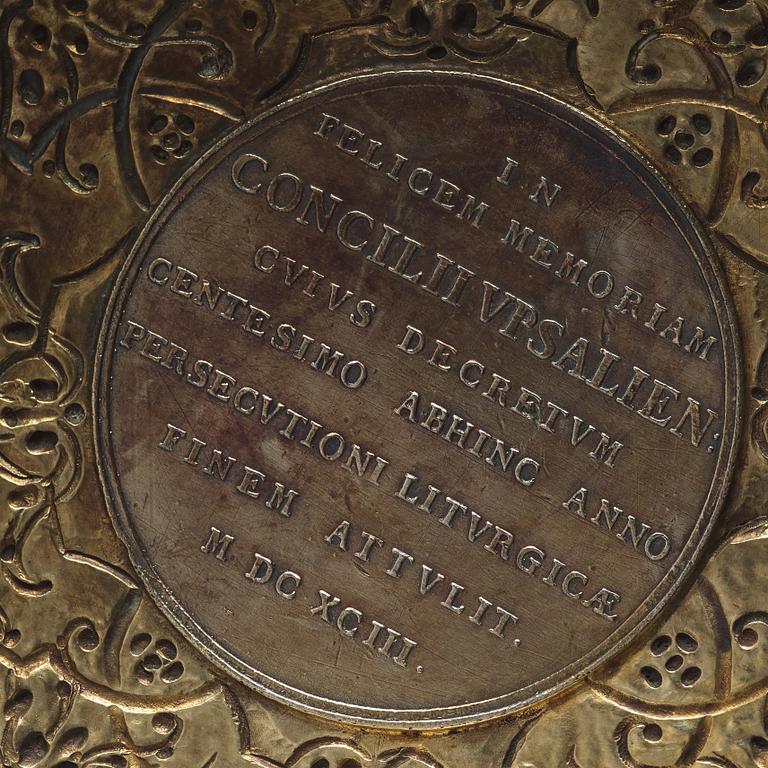 IN
FELICEM MEMORIAM
CONCILII VPSALIEN:
CVIVS DECRETVM
CENTESIMO ABHINC ANNO
PERSECVTIONI LITVRGICÆ
FINEM ATTVLIT.
M. DC XCIII.